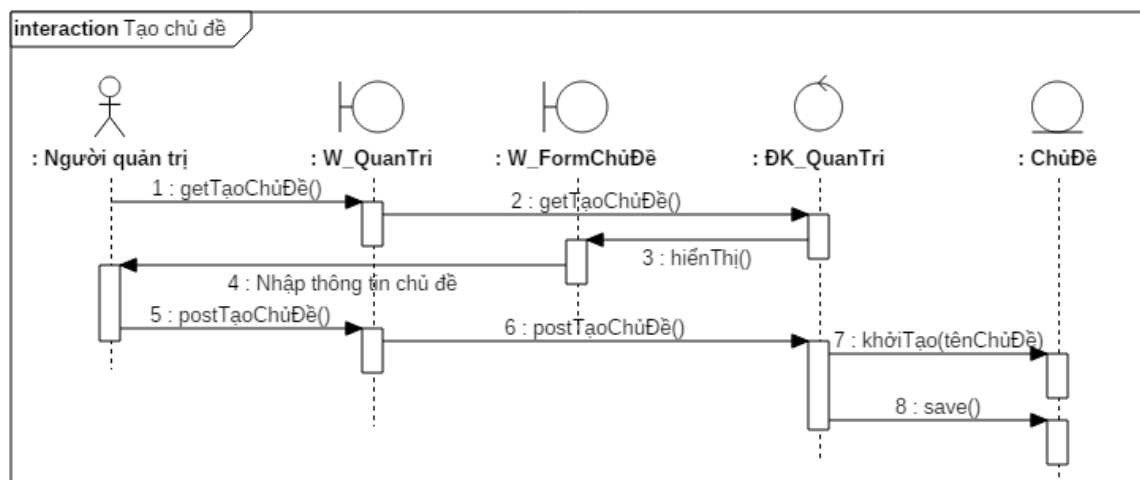 interaction Tạo chủ đề
: Người quản trị
: W_QuanTri
: W_FormChủĐề
: ĐK_QuanTri
: ChủĐề
1 : getTạoChủĐề()
2 : getTạoChủĐề()
3 : hiểnThị()
4 : Nhập thông tin chủ đề
5 : postTạoChủĐề()
6 : postTạoChủĐề()
7 : khởiTạo(tênChủĐề)
8 : save()